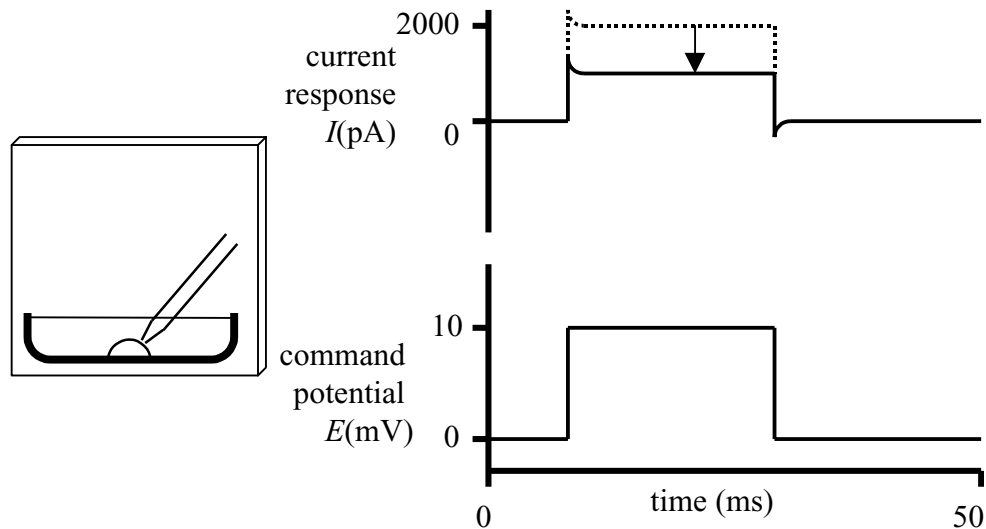 2000
current
response
I(pA)
0
10
command
potential
E(mV)
0
time (ms)
0
50